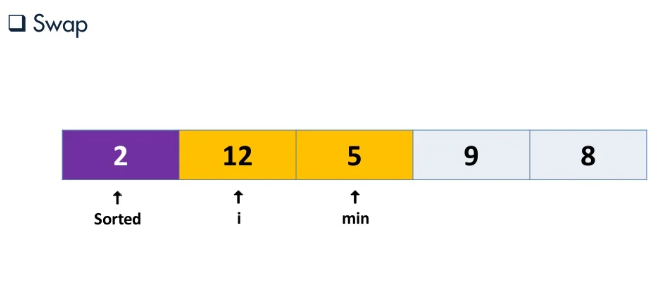 ❑ Swap
2 12 5 9 8
↑ ↑ ↑
Sorted i min